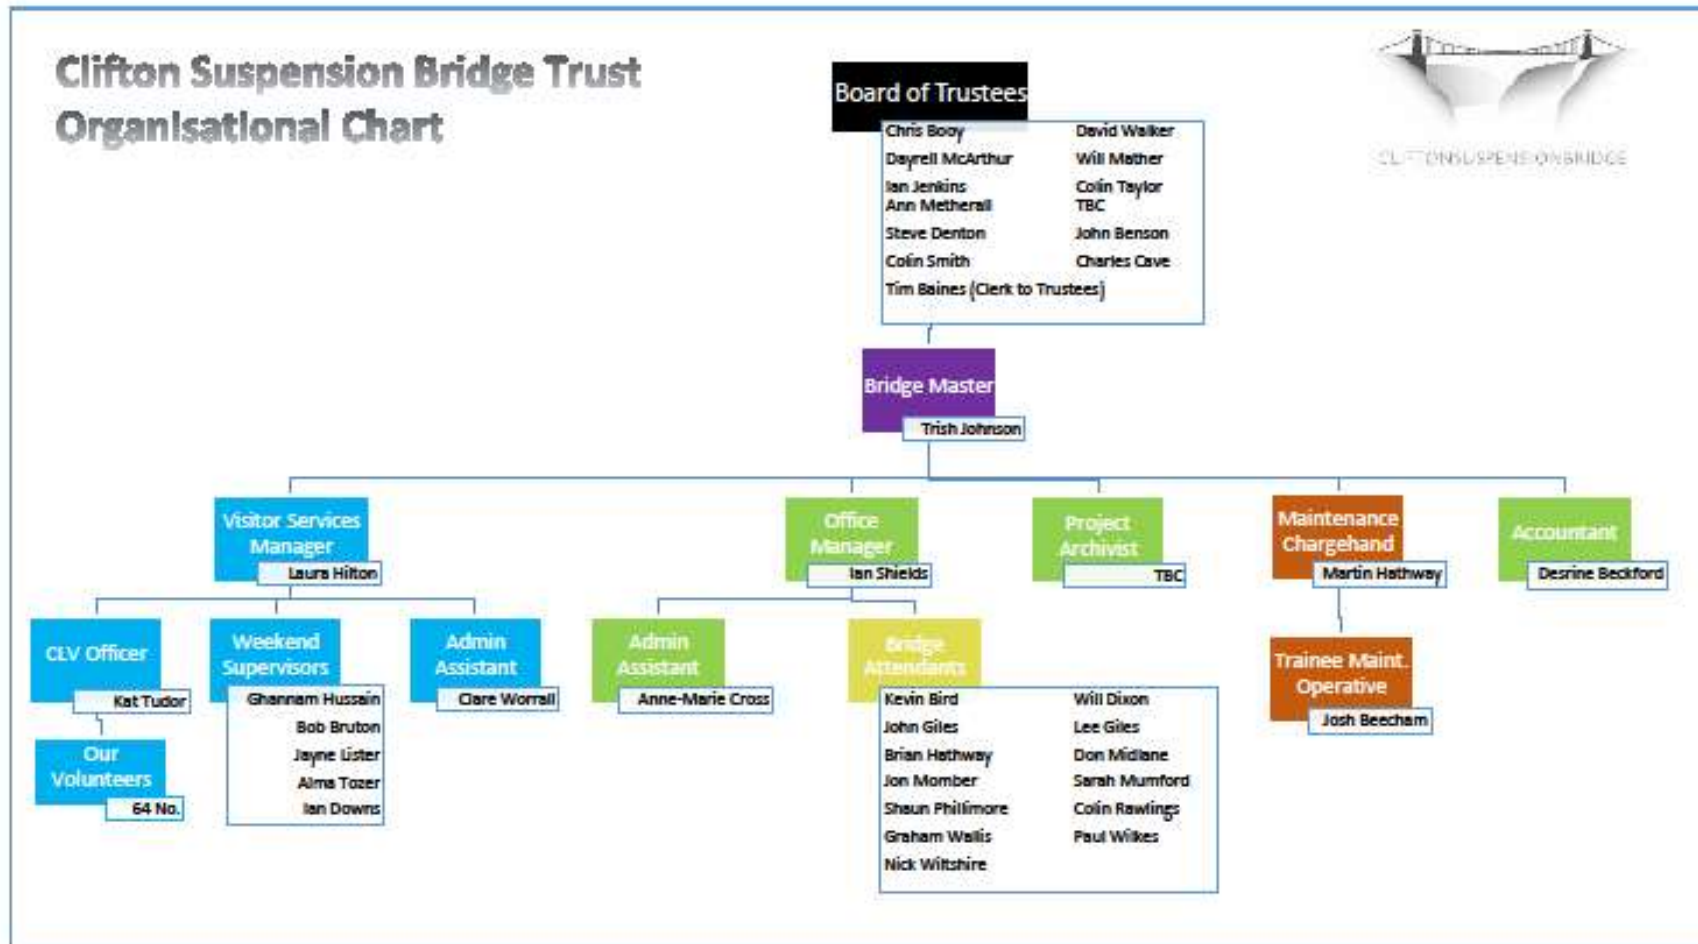 Clifton Suspension Bridge Trust
Organisational Chart
CLIFTONSUSPENSIONBRIDGE
Board of Trustees
Chris Booy David Walker
Dayrell McArthur Will Mather
Ian Jenkins Colin Taylor
Ann Metherall TBC
Steve Denton John Benson
Colin Smith Charles Cave
Tim Baines (Clerk to Trustees)
Bridge Master
Trish Johnson
Visitor Services
Manager
Laura Hilton
Office
Manager
Ian Shields
Project
Archivist
TBC
Maintenance
Chargehand
Martin Hathway
Accountant
Desrine Beckford
CLV Officer
Kat Tudor
Weekend
Supervisors
Ghannam Hussain
Bob Bruton
Jayne Lister
Alma Tozer
Ian Downs
Admin
Assistant
Clare Worrall
Admin
Assistant
Anne-Marie Cross
Bridge
Attendants
Kevin Bird Will Dixon
John Giles Lee Giles
Brian Hathway Don Midlane
Jon Momber Sarah Mumford
Shaun Phillimore Colin Rawlings
Graham Wallis Paul Wilkes
Nick Wiltshire
Trainee Maint.
Operative
Josh Beecham
Our
Volunteers
64 No.